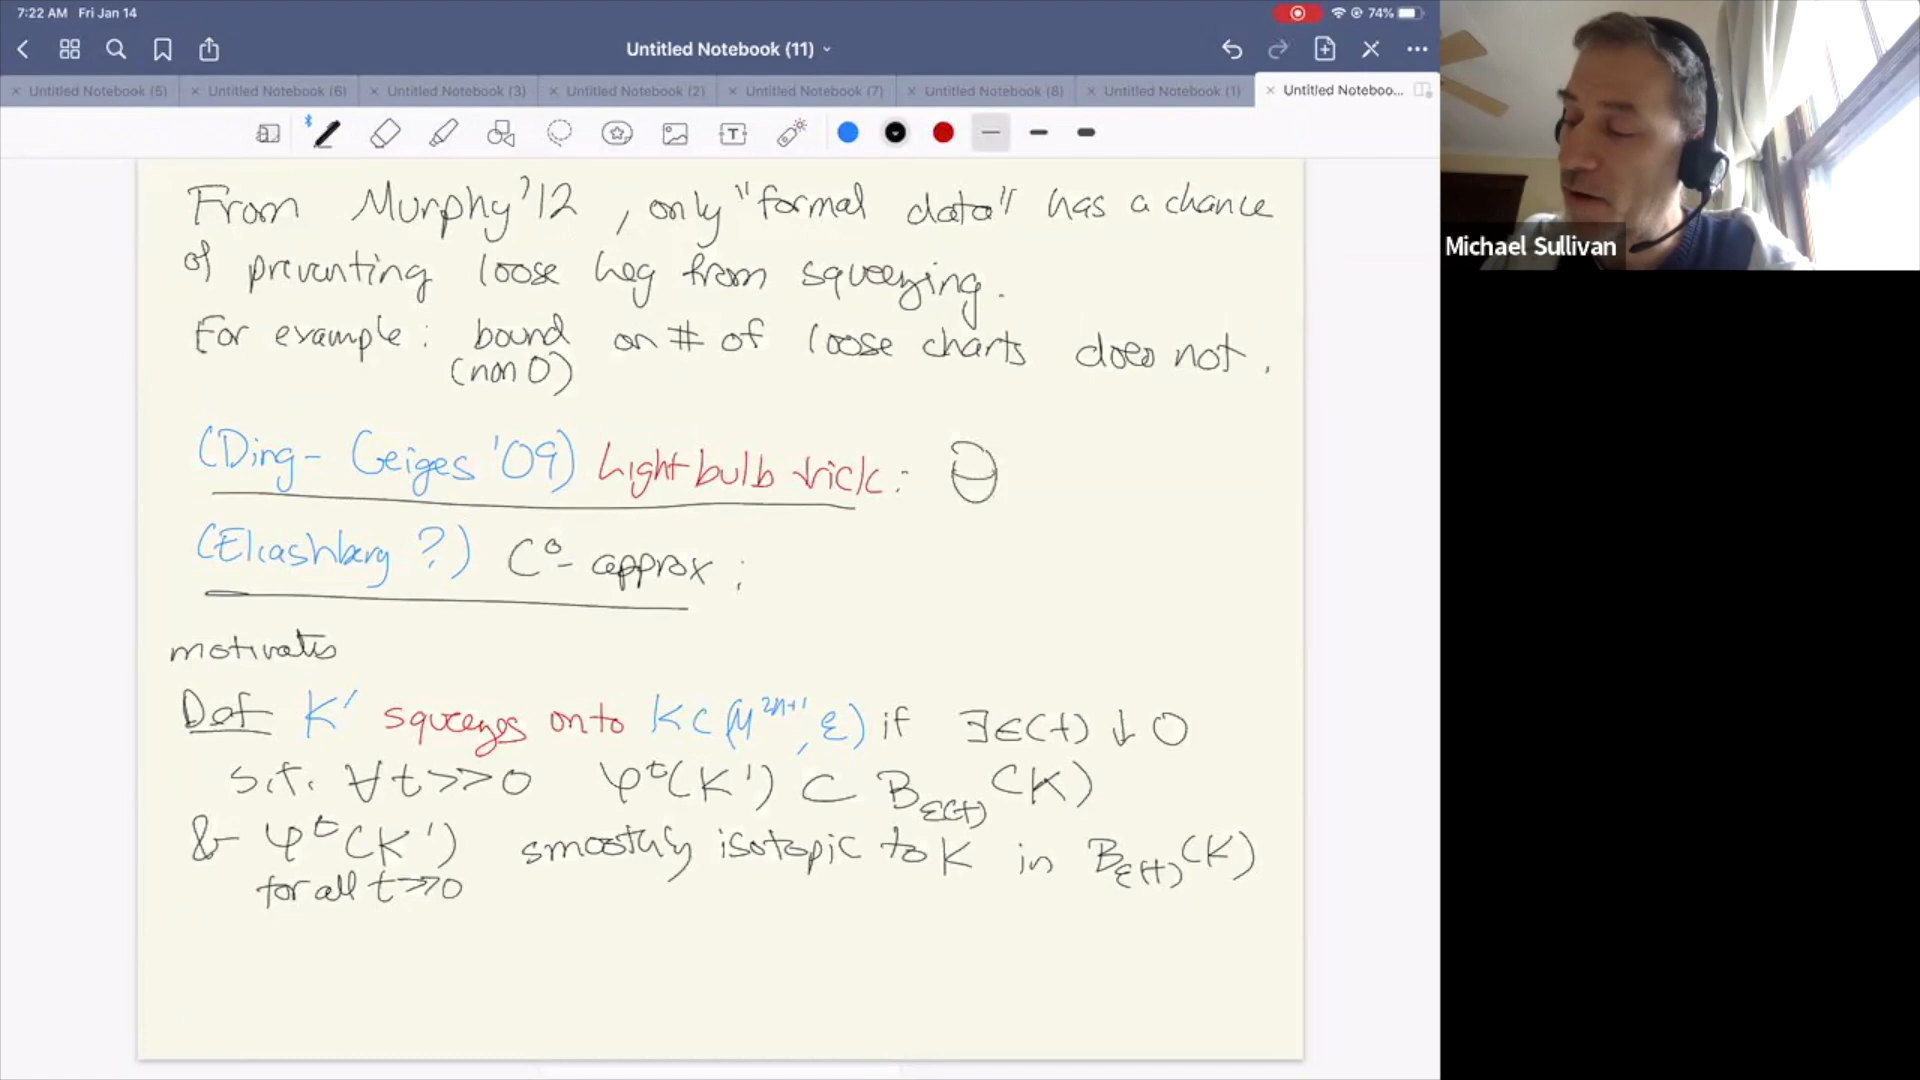 7:22 AM Fri Jan 14
74%
Untitled Notebook (11)
Untitled Notebook (5)
Untitled Notebook (6)
Untitled Notebook (3)
Untitled Notebook (2)
Untitled Notebook (7)
Untitled Notebook (8)
Untitled Notebook (1)
Untitled Noteboo...
Michael Sullivan
From Murphy '12, only "formal data" has a chance
of preventing loose Leg from squeezing.
For example: bound on # of loose charts does not.
(non 0)
(Ding-Geiges '09) Lightbulb trick:
(Eliashberg ?) C⁰-approx:
motivates
Def K' squeezes onto K ⊂ (Y²ⁿ⁺¹, ξ) if ∃ε(t) ↓ 0
s.t. ∀t>>0 φᵗ(K') ⊂ B_ε(t)(K)
& φᵗ(K') smoothly isotopic to K in B_ε(t)(K)
for all t>>0